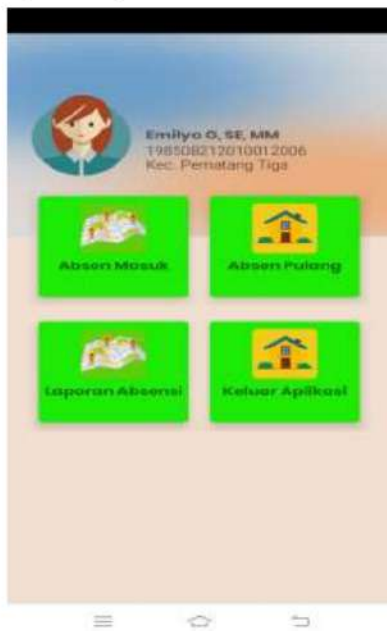 Emilya O, SE, MM
198508212010012006
Kec. Pematang Tiga
Absen Masuk
Absen Pulang
Laporan Absensi
Keluar Aplikasi